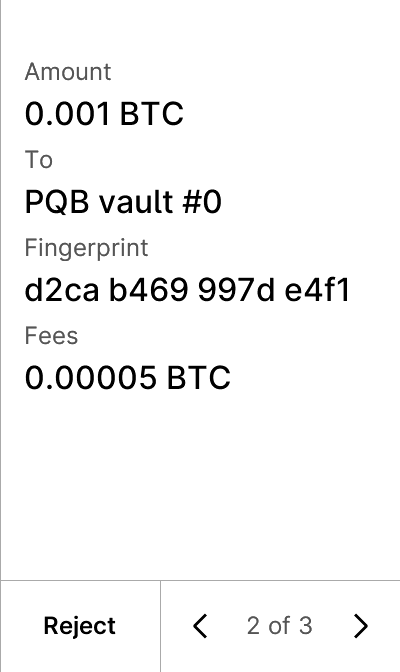 Amount
0.001 BTC
To
PQB vault #0
Fingerprint
d2ca b469 997d e4f1
Fees
0.00005 BTC
Reject
2 of 3